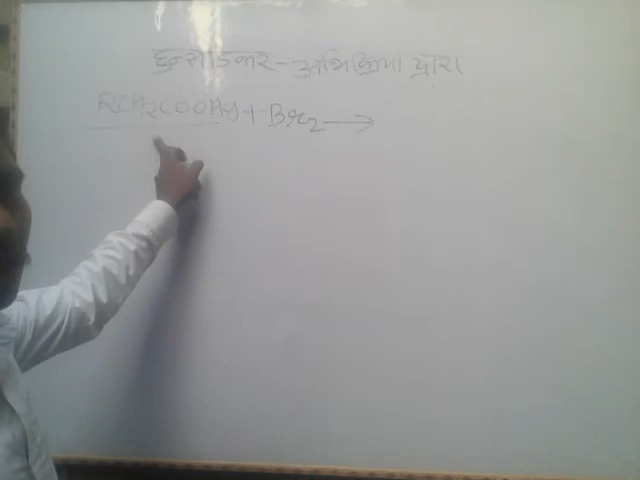 हुन्सडिकर - अभिक्रिया द्वारा
RCH2COOAg + Br2 →